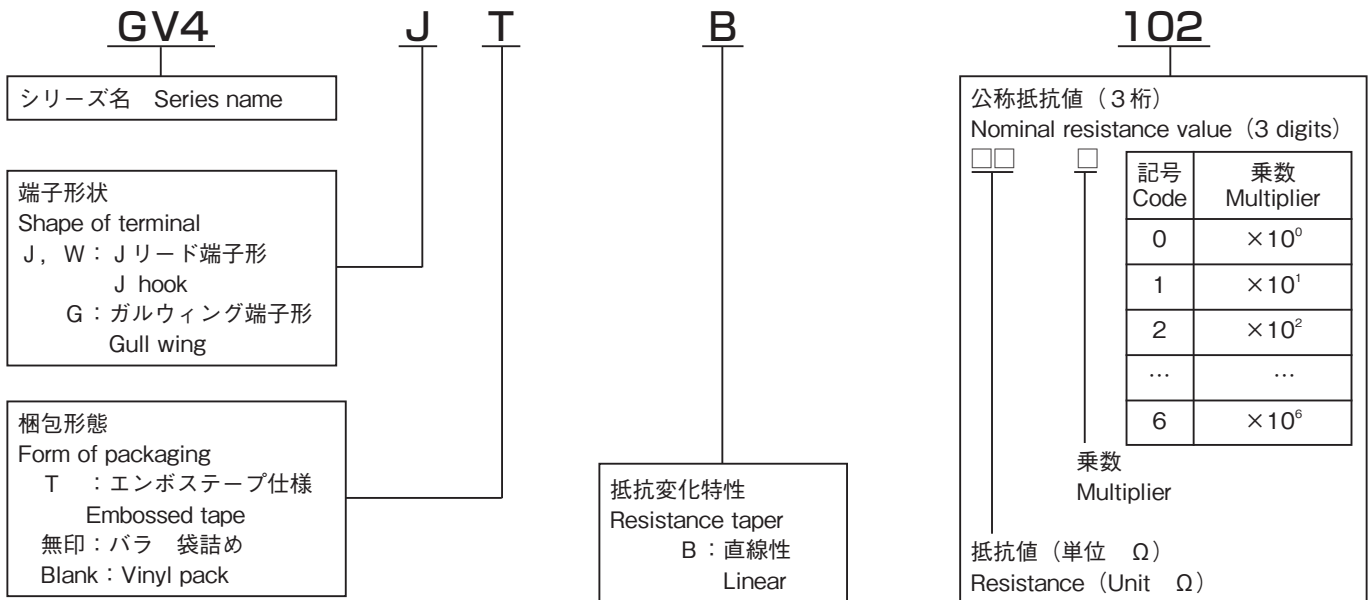 GV4 J T B 102
シリーズ名 Series name
端子形状
Shape of terminal
J, W：Jリード端子形
J hook
G：ガルウィング端子形
Gull wing
梱包形態
Form of packaging
T ：エンボステープ仕様
Embossed tape
無印：バラ 袋詰め
Blank：Vinyl pack
抵抗変化特性
Resistance taper
B：直線性
Linear
公称抵抗値（3桁）
Nominal resistance value（3 digits）
□□ □
記号 乗数
Code Multiplier
0 ×10⁰
1 ×10¹
2 ×10²
… …
6 ×10⁶
乗数
Multiplier
抵抗値（単位 Ω）
Resistance（Unit Ω）